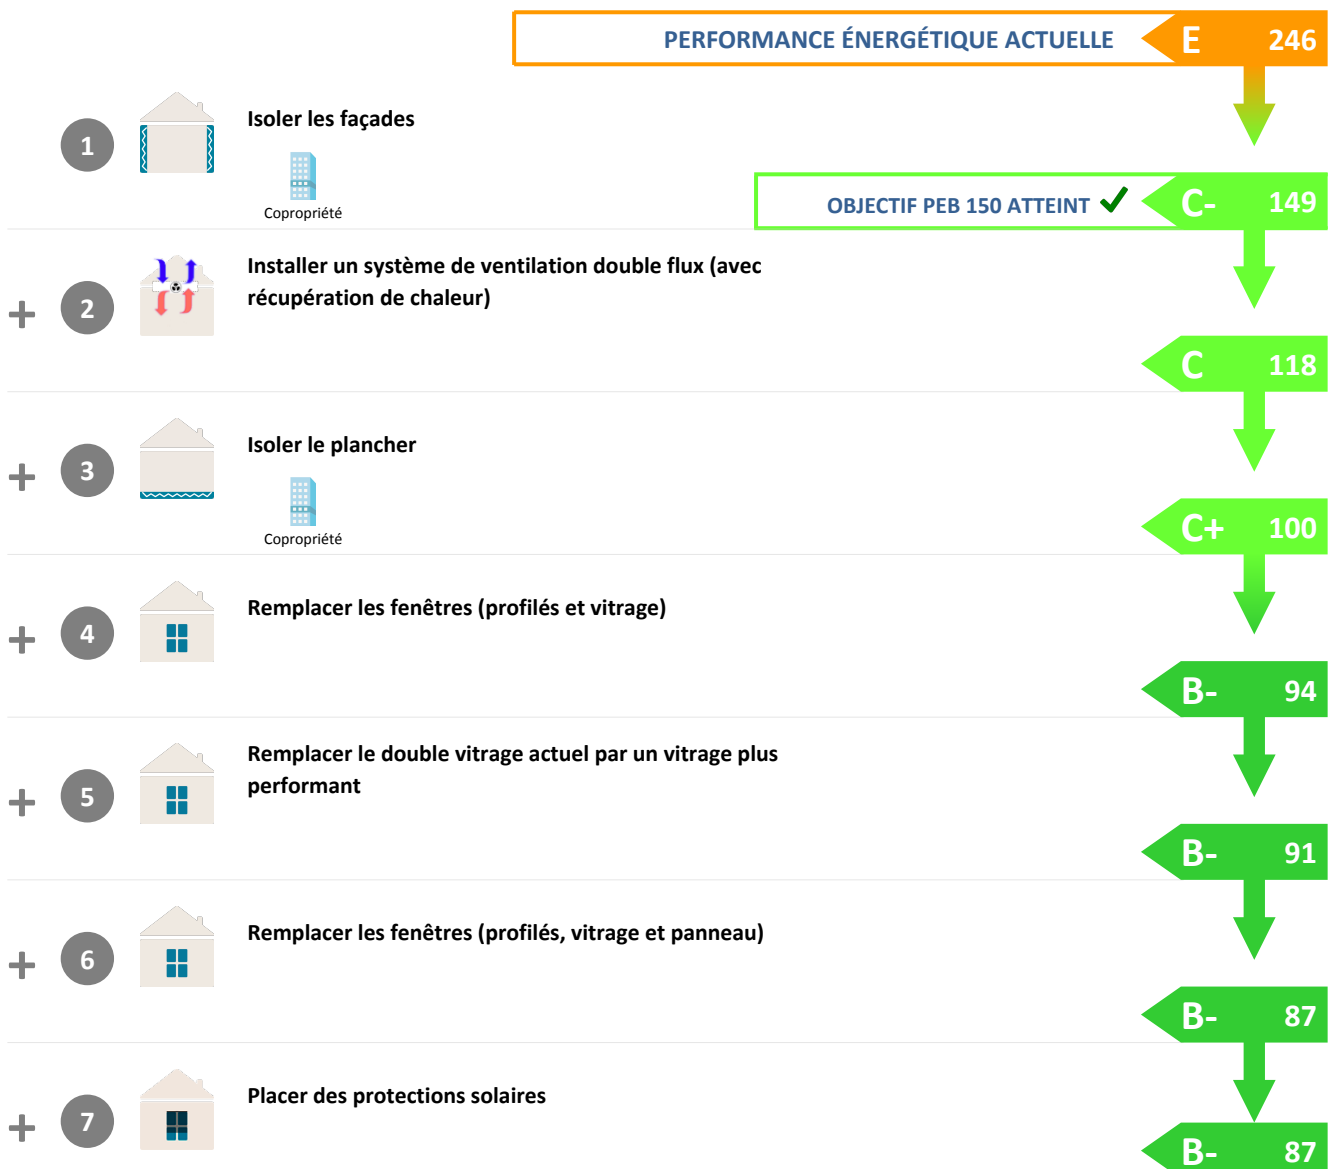 PERFORMANCE ÉNERGÉTIQUE ACTUELLE E 246
1 Isoler les façades
Copropriété
OBJECTIF PEB 150 ATTEINT ✔ C- 149
+ 2 Installer un système de ventilation double flux (avec
récupération de chaleur)
C 118
+ 3 Isoler le plancher
Copropriété
C+ 100
+ 4 Remplacer les fenêtres (profilés et vitrage)
B- 94
+ 5 Remplacer le double vitrage actuel par un vitrage plus
performant
B- 91
+ 6 Remplacer les fenêtres (profilés, vitrage et panneau)
B- 87
+ 7 Placer des protections solaires
B- 87